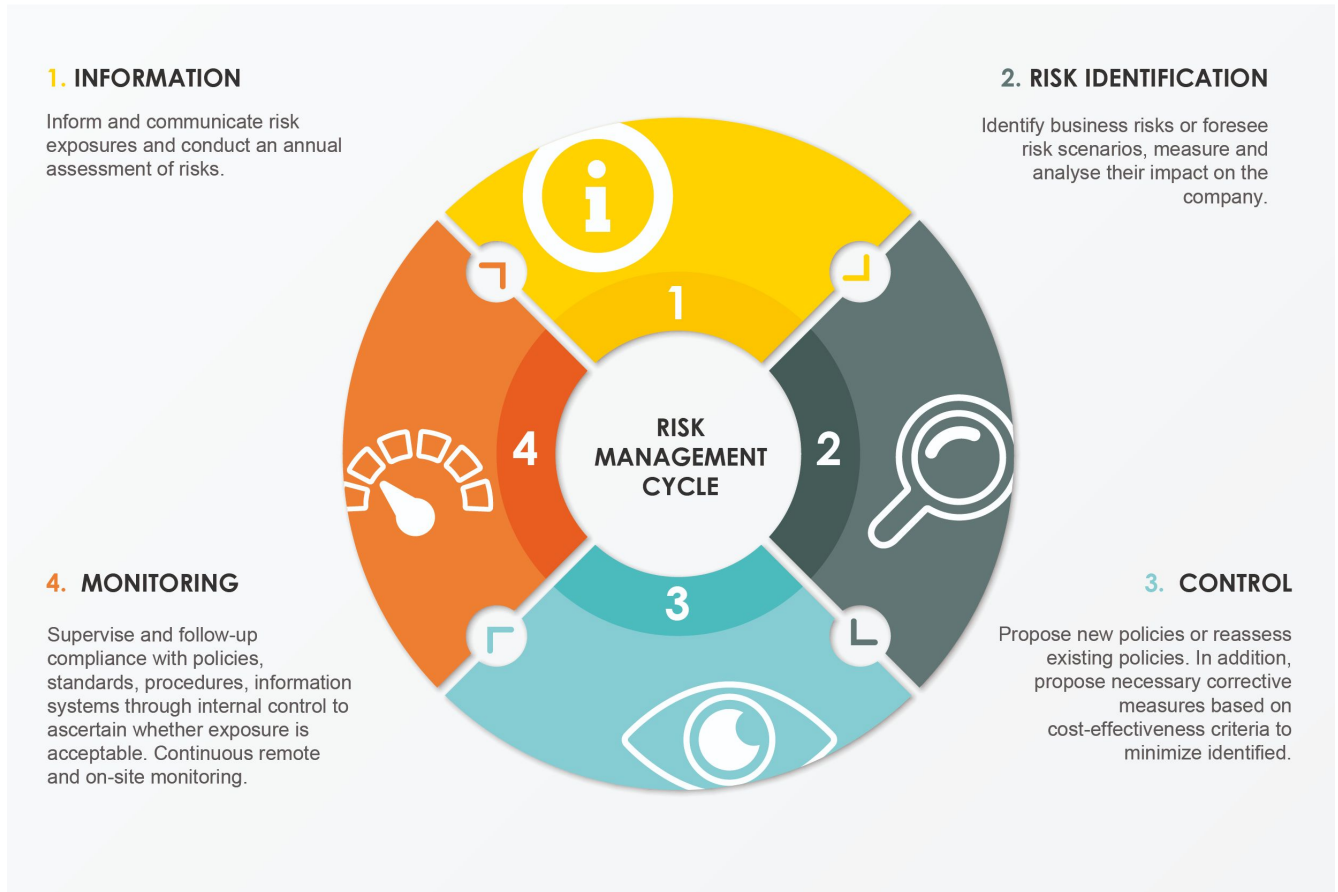 1. INFORMATION
Inform and communicate risk
exposures and conduct an annual
assessment of risks.
2. RISK IDENTIFICATION
Identify business risks or foresee
risk scenarios, measure and
analyse their impact on the
company.
1
4
RISK
MANAGEMENT
CYCLE
2
3
4. MONITORING
Supervise and follow-up
compliance with policies,
standards, procedures, information
systems through internal control to
ascertain whether exposure is
acceptable. Continuous remote
and on-site monitoring.
3. CONTROL
Propose new policies or reassess
existing policies. In addition,
propose necessary corrective
measures based on
cost-effectiveness criteria to
minimize identified.